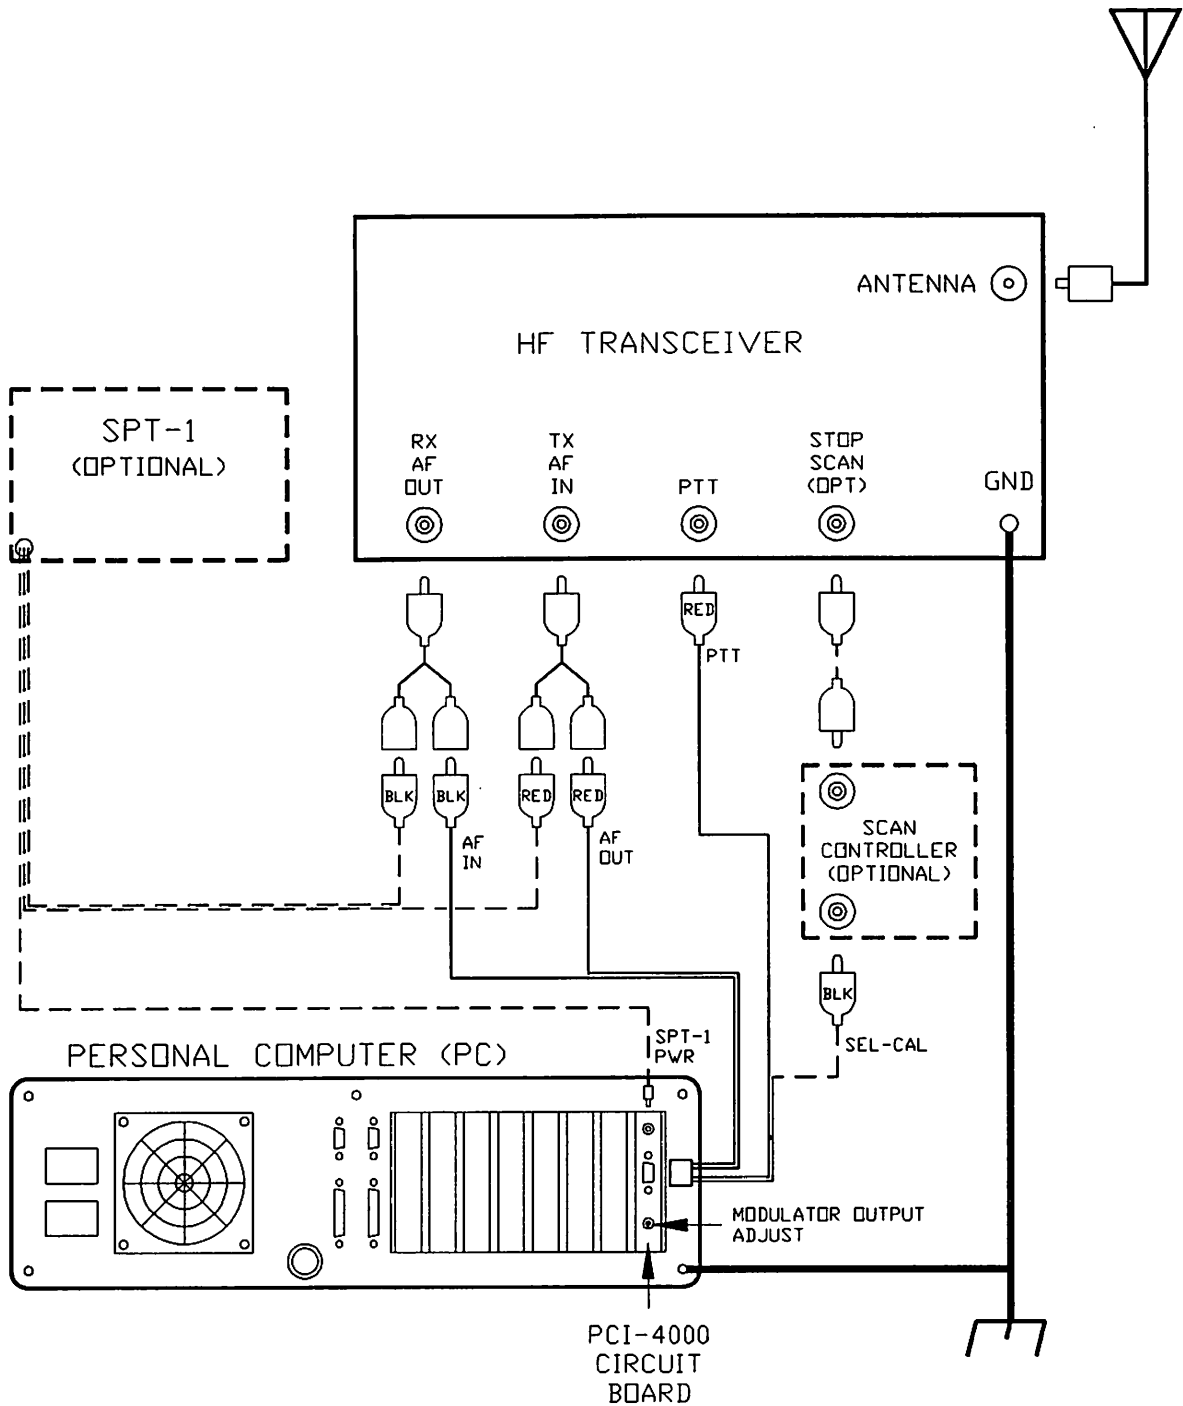 ANTENNA
HF TRANSCEIVER
SPT-1
(OPTIONAL)
RX
AF
OUT
TX
AF
IN
PTT
STOP
SCAN
(OPT)
GND
RED
PTT
BLK
BLK
RED
RED
AF
IN
AF
OUT
SCAN
CONTROLLER
(OPTIONAL)
BLK
SEL-CAL
SPT-1
PWR
PERSONAL COMPUTER (PC)
MODULATOR OUTPUT
ADJUST
PCI-4000
CIRCUIT
BOARD